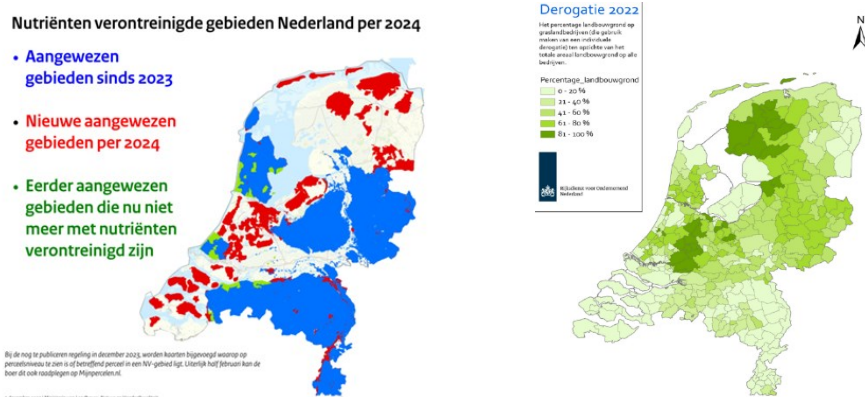 Nutriënten verontreinigde gebieden Nederland per 2024
• Aangewezen
gebieden sinds 2023
• Nieuwe aangewezen
gebieden per 2024
• Eerder aangewezen
gebieden die nu niet
meer met nutriënten
verontreinigd zijn
Bij de nog te publiceren regeling in december 2023, worden kaarten bijgevoegd waarop op
perceelsniveau te zien is of betreffend perceel in een NV-gebied ligt. Uiterlijk half februari kan de
boer dit ook raadplegen op Mijnpercelen.nl.
Derogatie 2022
Het percentage landbouwgrond op
graslandbedrijven (die gebruik
maken van een individuele
derogatie) ten opzichte van het
totale areaal landbouwgrond op alle
bedrijven.
Percentage_landbouwgrond
0 - 20 %
21 - 40 %
41 - 60 %
61 - 80 %
81 - 100 %
Rijksdienst voor Ondernemend
Nederland
N